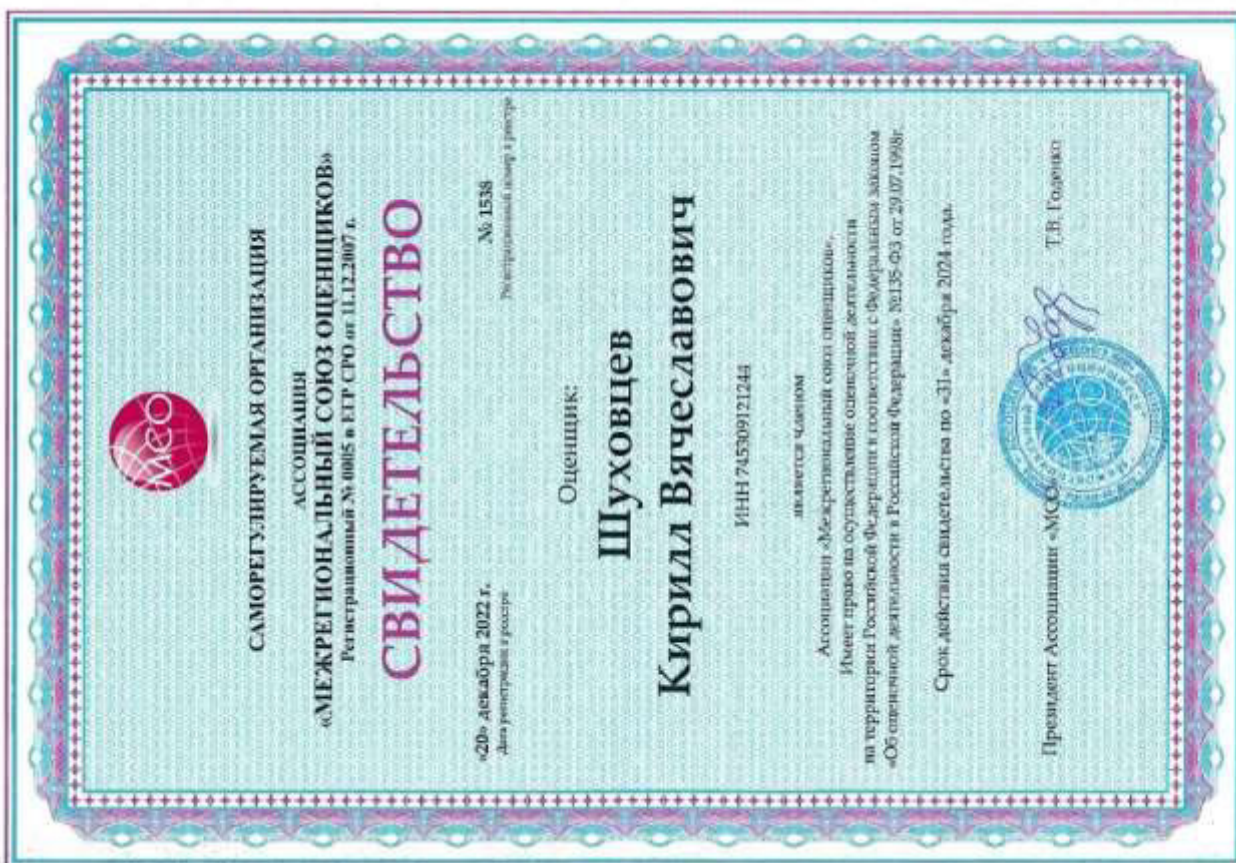 МСО
САМОРЕГУЛИРУЕМАЯ ОРГАНИЗАЦИЯ
АССОЦИАЦИЯ
«МЕЖРЕГИОНАЛЬНЫЙ СОЮЗ ОЦЕНЩИКОВ»
Регистрационный № 0005 в ЕГР СРО от 11.12.2007 г.
СВИДЕТЕЛЬСТВО
«20» декабря 2022 г. № 1538
Дата регистрации в реестре Регистрационный номер в реестре
Оценщик:
Шуховцев
Кирилл Вячеславович
ИНН 745309121244
является членом
Ассоциации «Межрегиональный союз оценщиков».
Имеет право на осуществление оценочной деятельности
на территории Российской Федерации в соответствии с Федеральным законом
«Об оценочной деятельности в Российской Федерации» №135-ФЗ от 29.07.1998г.
Срок действия свидетельства по «31» декабря 2024 года.
Президент Ассоциации «МСО» Т.В. Годенко